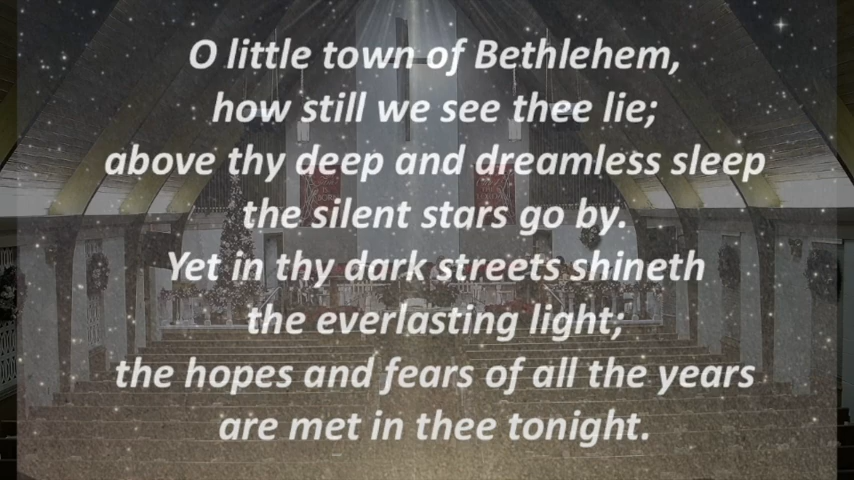 O little town of Bethlehem,
how still we see thee lie;
above thy deep and dreamless sleep
the silent stars go by.
Yet in thy dark streets shineth
the everlasting light;
the hopes and fears of all the years
are met in thee tonight.